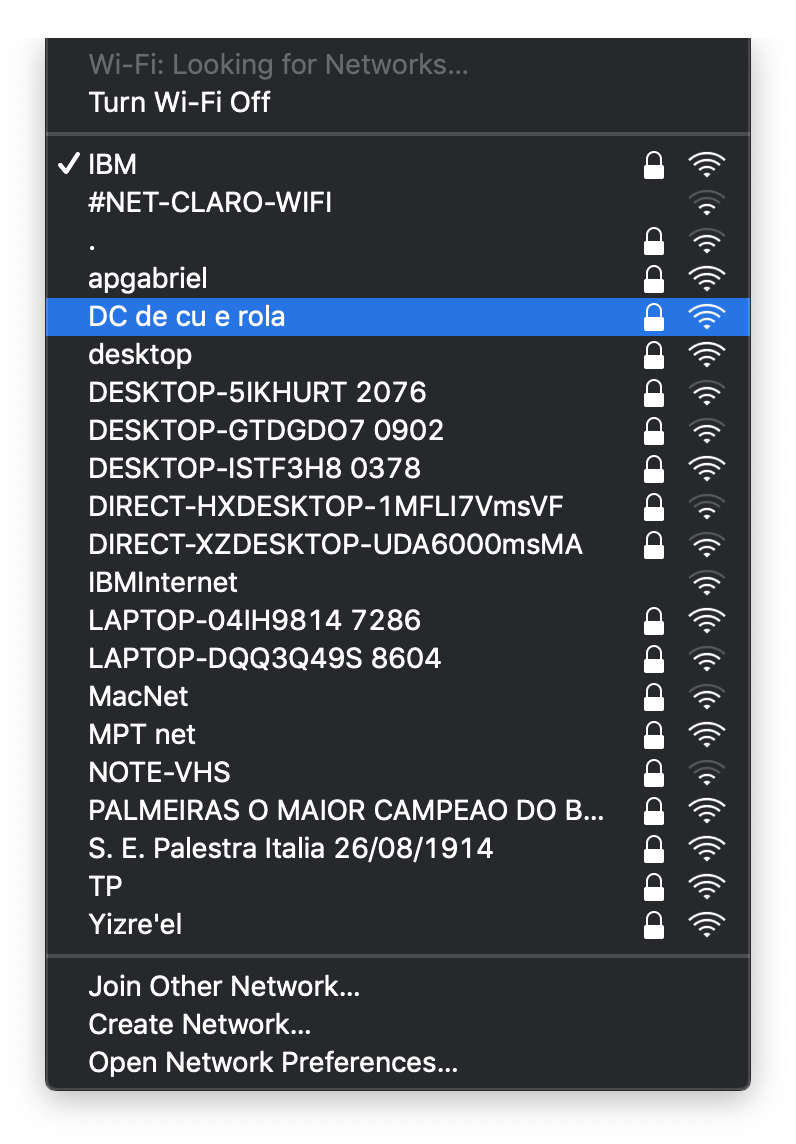 Wi-Fi: Looking for Networks...
Turn Wi-Fi Off
IBM
#NET-CLARO-WIFI
.
apgabriel
DC de cu e rola
desktop
DESKTOP-5IKHURT 2076
DESKTOP-GTDGDO7 0902
DESKTOP-ISTF3H8 0378
DIRECT-HXDESKTOP-1MFLI7VmsVF
DIRECT-XZDESKTOP-UDA6000msMA
IBMInternet
LAPTOP-04IH9814 7286
LAPTOP-DQQ3Q49S 8604
MacNet
MPT net
NOTE-VHS
PALMEIRAS O MAIOR CAMPEAO DO B...
S. E. Palestra Italia 26/08/1914
TP
Yizre'el
Join Other Network...
Create Network...
Open Network Preferences...